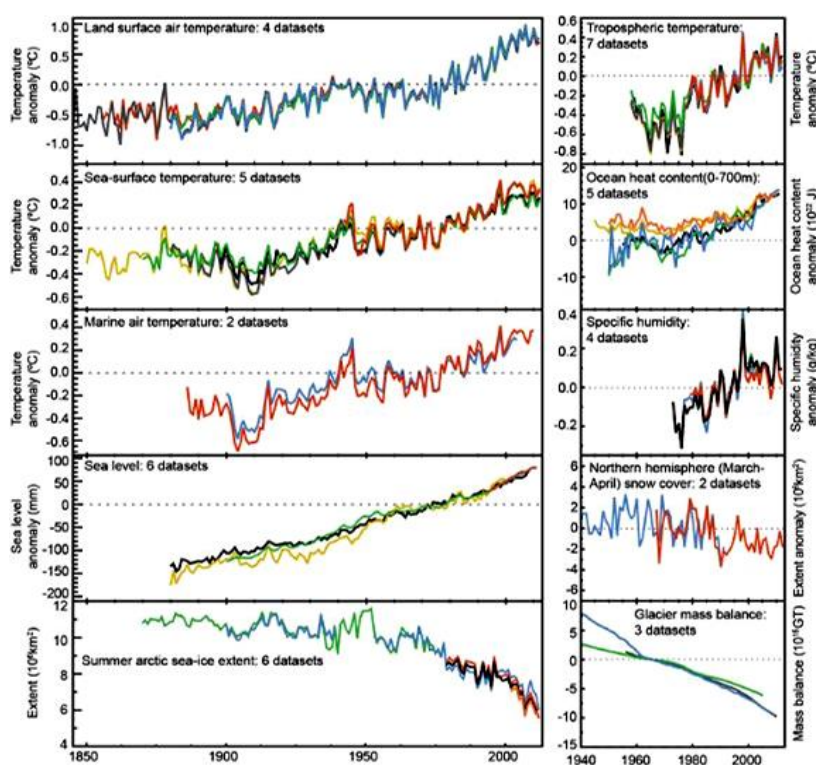 Land surface air temperature: 4 datasets
1.0
0.5
0.0
-0.5
-1.0
Temperature
anomaly (ºC)
Sea-surface temperature: 5 datasets
0.4
0.2
0.0
-0.2
-0.4
-0.6
Temperature
anomaly (ºC)
Marine air temperature: 2 datasets
0.4
0.2
0.0
-0.2
-0.4
-0.6
Temperature
anomaly (ºC)
Sea level: 6 datasets
100
50
0
-50
-100
-150
-200
Sea level
anomaly (mm)
Summer arctic sea-ice extent: 6 datasets
12
10
8
6
4
Extent (10⁶km²)
1850
1900
1950
2000
Tropospheric temperature:
7 datasets
0.6
0.4
0.2
0.0
-0.2
-0.4
-0.6
-0.8
Temperature
anomaly (ºC)
Ocean heat content(0-700m):
5 datasets
20
10
0
-10
Ocean heat content
anomaly (10²² J)
Specific humidity:
4 datasets
0.4
0.2
0.0
-0.2
Specific humidity
anomaly (g/kg)
Northern hemisphere (March-
April) snow cover: 2 datasets
6
4
2
0
-2
-4
-6
Extent anomaly (10⁶km²)
Glacier mass balance:
3 datasets
10
5
0
-5
-10
-15
Mass balance (10¹⁵GT)
1940
1960
1980
2000